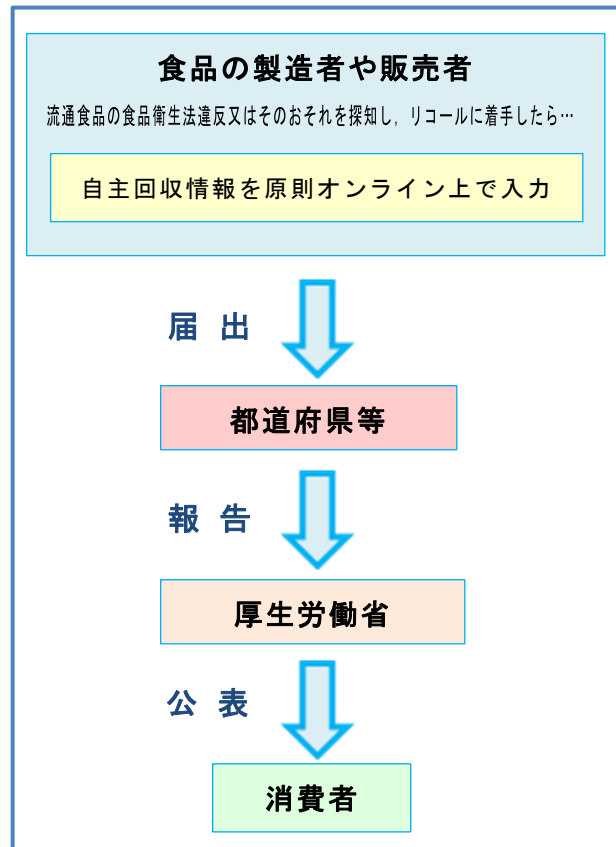 食品の製造者や販売者
流通食品の食品衛生法違反又はそのおそれを探知し，リコールに着手したら…
自主回収情報を原則オンライン上で入力
届 出
都道府県等
報 告
厚生労働省
公 表
消費者